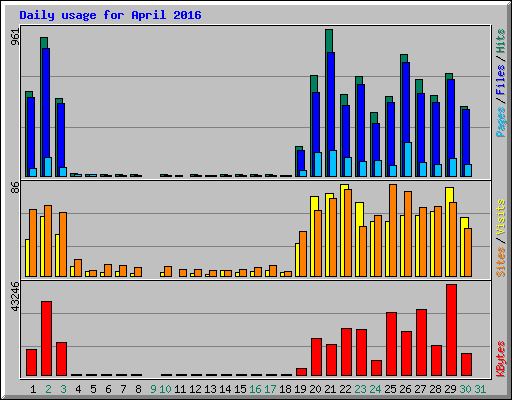 Daily usage for April 2016
961
Pages / Files / Hits
86
Sites / Visits
43246
KBytes
1 2 3 4 5 6 7 8 9 10 11 12 13 14 15 16 17 18 19 20 21 22 23 24 25 26 27 28 29 30 31